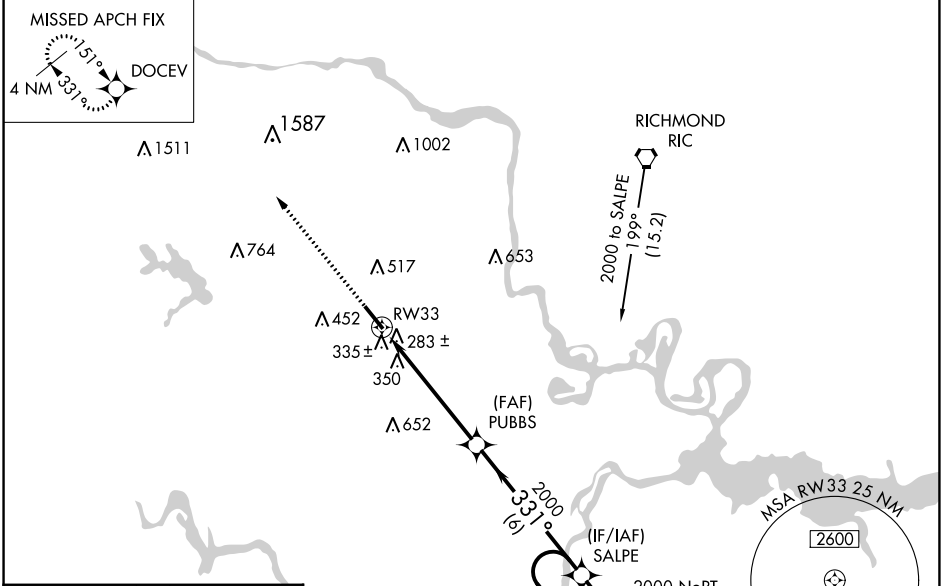 MISSED APCH FIX
151°
DOCEV
4 NM
331°
1511
1587
1002
RICHMOND
RIC
2000 to SALPE
199°
(15.2)
764
517
653
452
RW33
335 ±
283 ±
350
652
(FAF)
PUBBS
2000
331°
(6)
(IF/IAF)
SALPE
MSA RW33 25 NM
2600
2000 NoPT